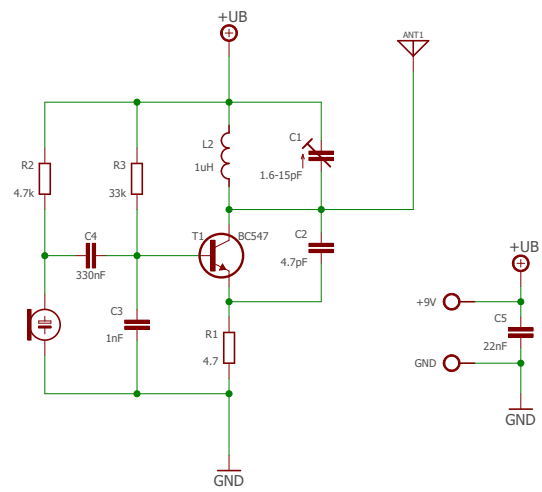 +UB
ANT1
L2
1uH
C1
1.6-15pF
R2
4.7k
R3
33k
C4
330nF
T1
BC547
C2
4.7pF
C3
1nF
R1
4.7
GND
+UB
+9V
C5
22nF
GND
GND